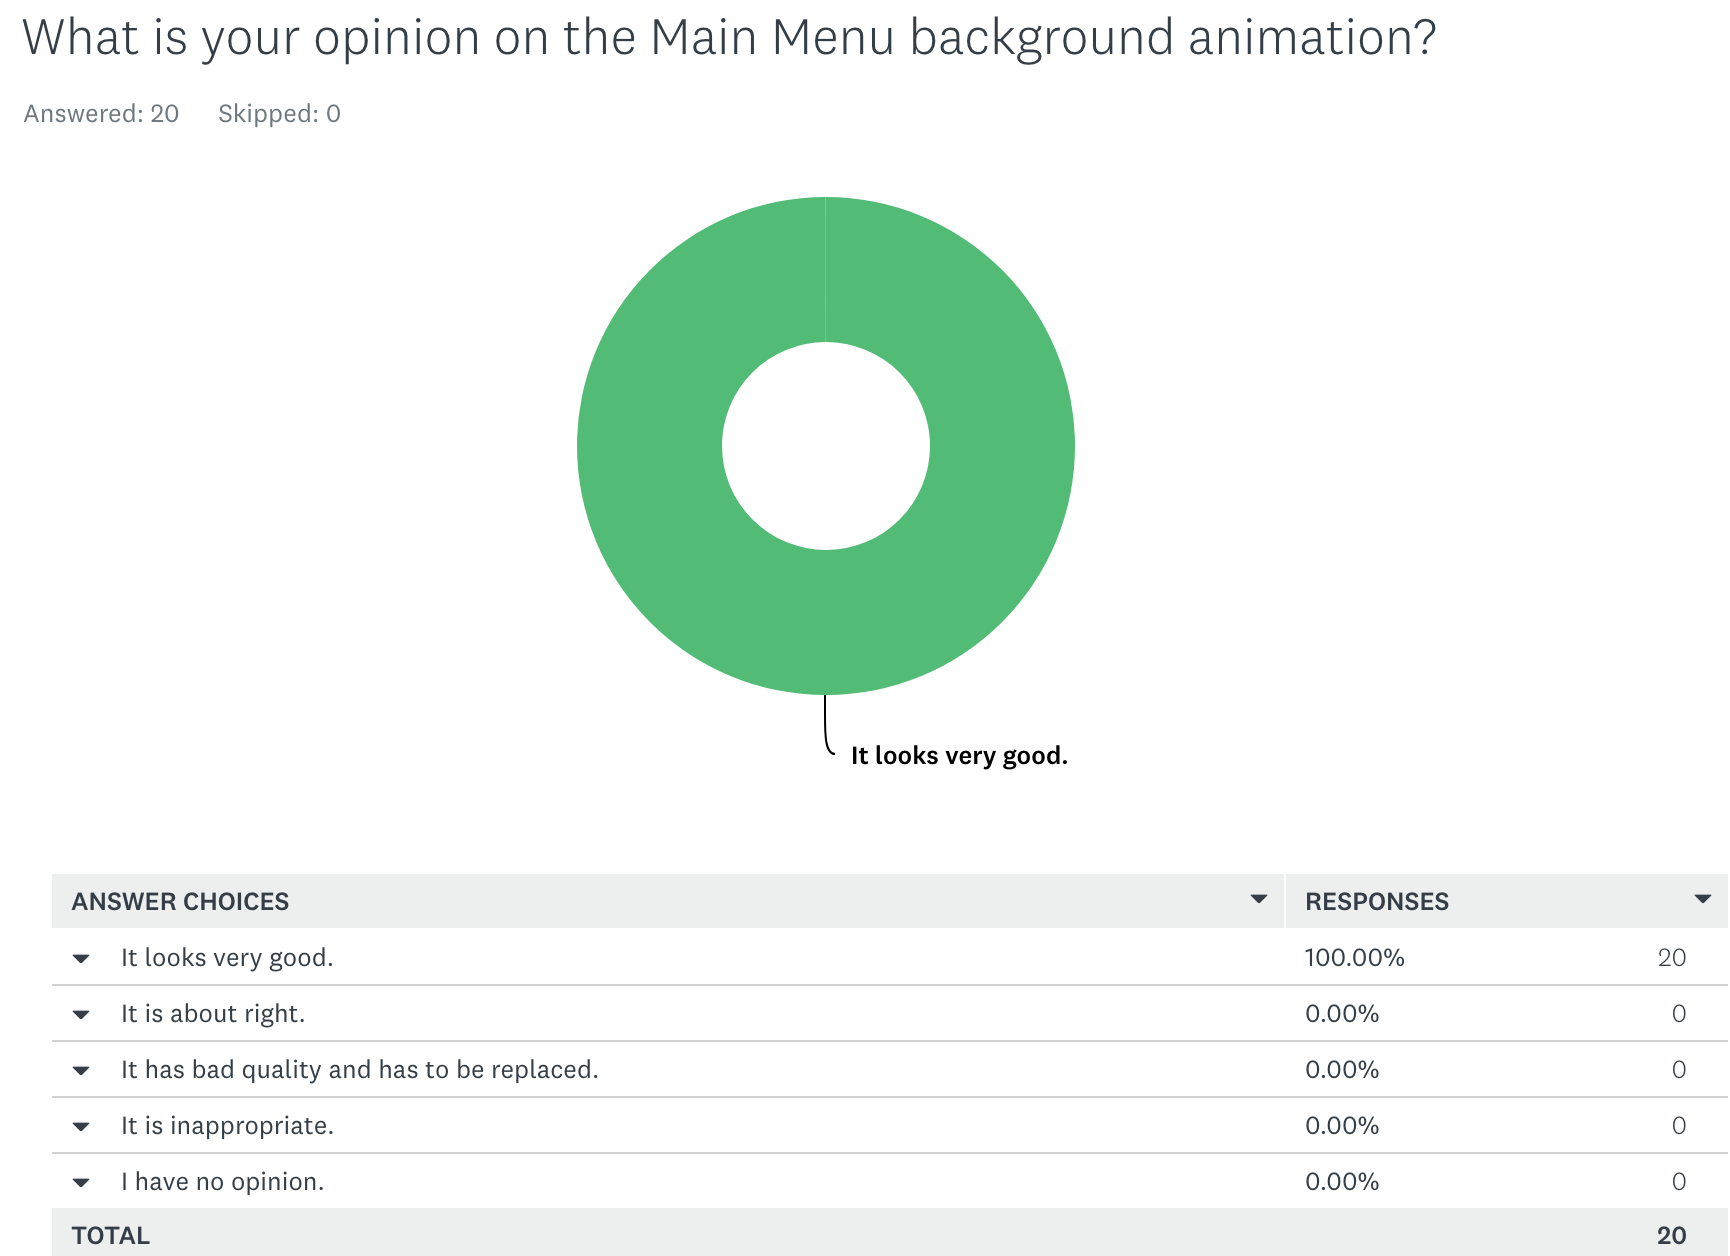 What is your opinion on the Main Menu background animation?
Answered: 20 Skipped: 0
It looks very good.
ANSWER CHOICES RESPONSES
It looks very good. 100.00% 20
It is about right. 0.00% 0
It has bad quality and has to be replaced. 0.00% 0
It is inappropriate. 0.00% 0
I have no opinion. 0.00% 0
TOTAL 20